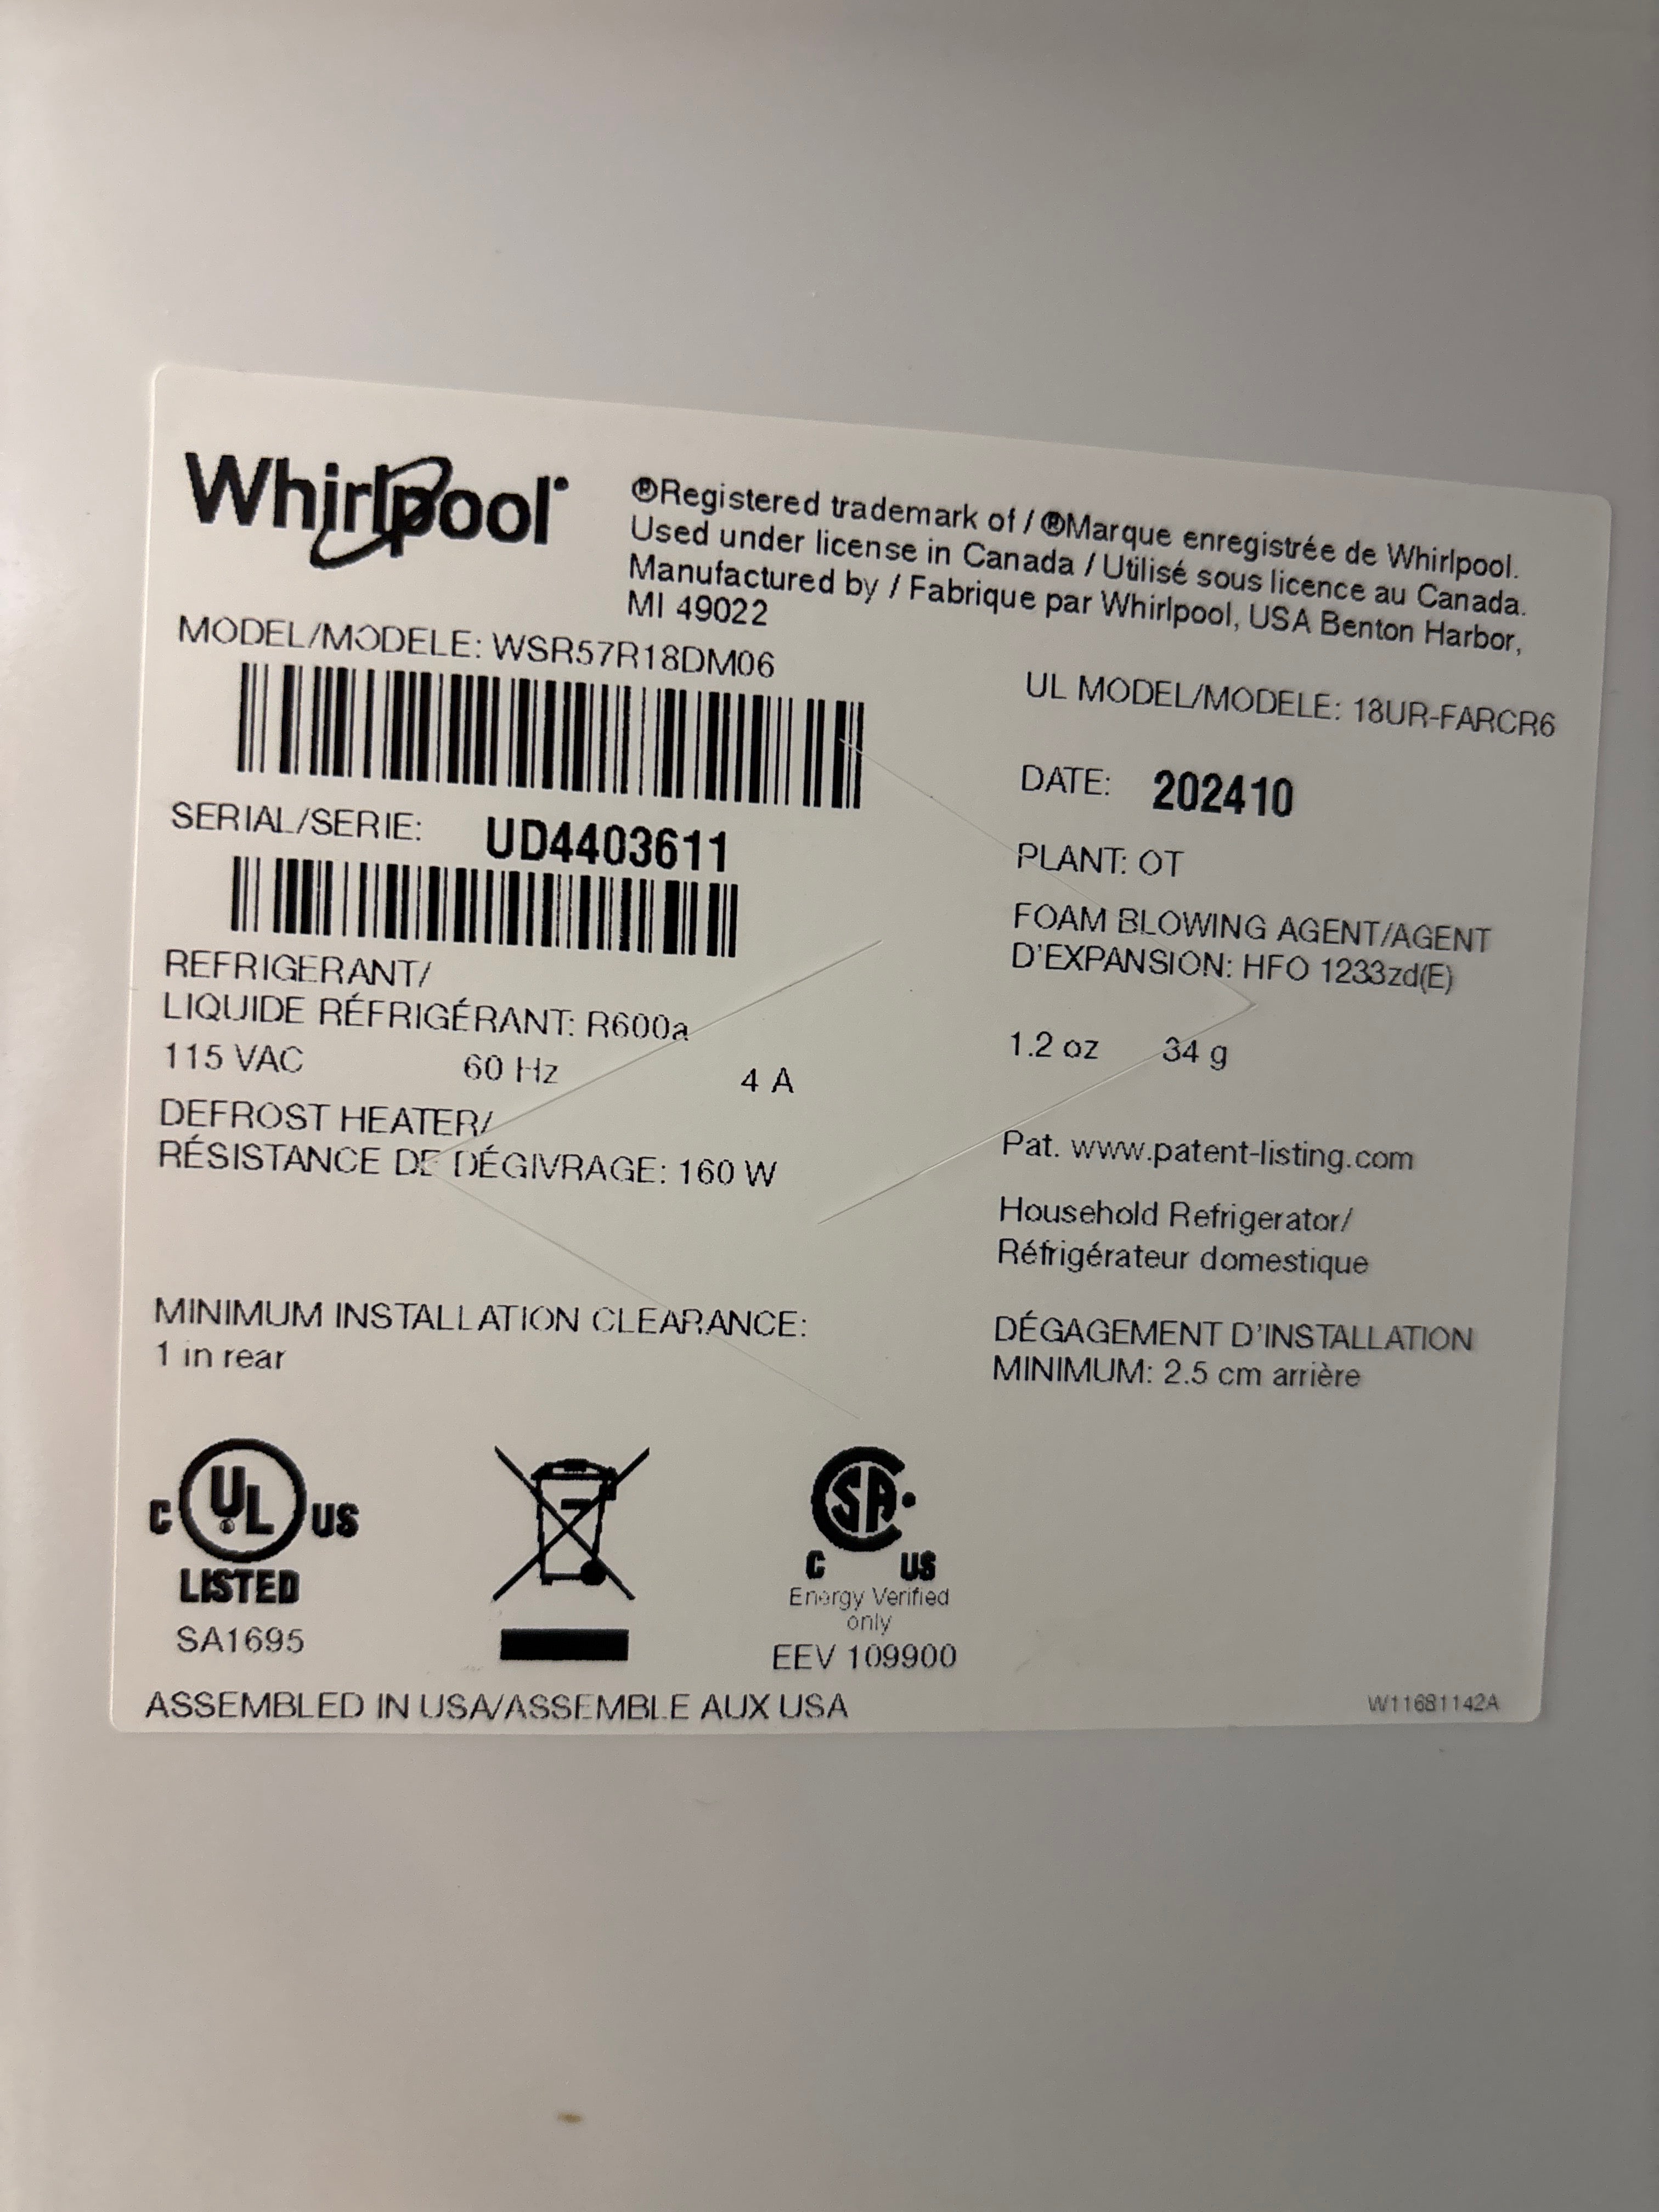 Whirlpool®
®Registered trademark of / ®Marque enregistrée de Whirlpool.
Used under license in Canada / Utilisé sous licence au Canada.
Manufactured by / Fabrique par Whirlpool, USA Benton Harbor,
MI 49022
MODEL/MODELE: WSR57R18DM06
UL MODEL/MODELE: 18UR-FARCR6
SERIAL/SERIE: UD4403611
DATE: 202410
PLANT: OT
REFRIGERANT/
LIQUIDE RÉFRIGÉRANT: R600a
FOAM BLOWING AGENT/AGENT
D'EXPANSION: HFO 1233zd(E)
115 VAC 60 Hz 4 A
1.2 oz 34 g
DEFROST HEATER/
RÉSISTANCE DE DÉGIVRAGE: 160 W
Pat. www.patent-listing.com
Household Refrigerator/
Réfrigérateur domestique
MINIMUM INSTALLATION CLEARANCE:
1 in rear
DÉGAGEMENT D'INSTALLATION
MINIMUM: 2.5 cm arrière
C UL US
LISTED
SA1695
SA
C US
Energy Verified
only
EEV 109900
ASSEMBLED IN USA/ASSEMBLE AUX USA
W11681142A